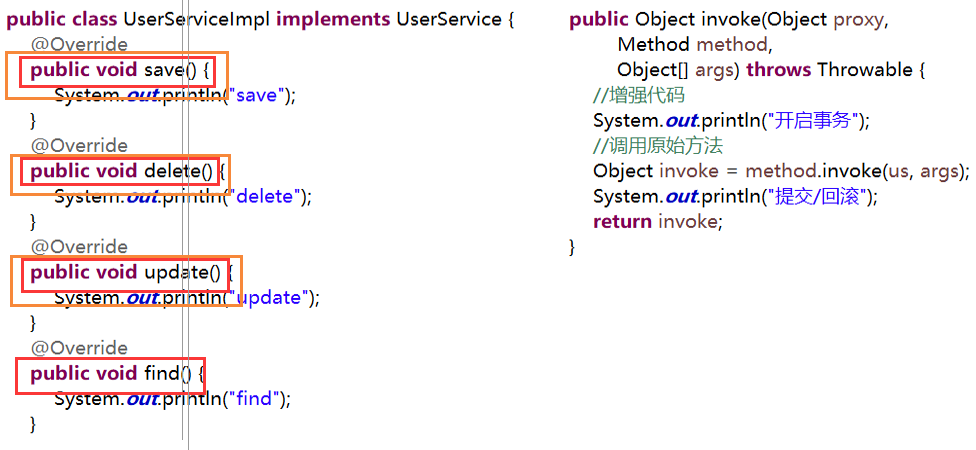 public class UserServiceImpl implements UserService {
@Override
public void save() {
System.out.println("save");
}
@Override
public void delete() {
System.out.println("delete");
}
@Override
public void update() {
System.out.println("update");
}
@Override
public void find() {
System.out.println("find");
}
public Object invoke(Object proxy,
Method method,
Object[] args) throws Throwable {
//增强代码
System.out.println("开启事务");
//调用原始方法
Object invoke = method.invoke(us, args);
System.out.println("提交/回滚");
return invoke;
}